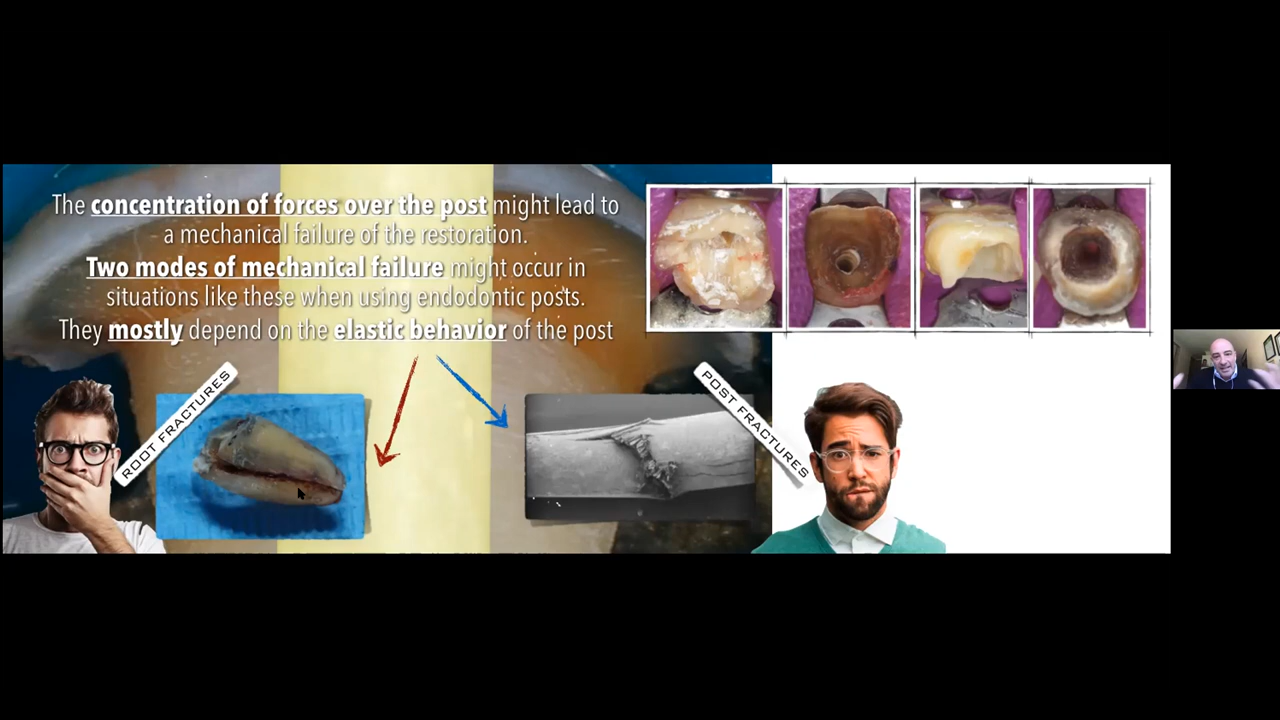 The concentration of forces over the post might lead to
a mechanical failure of the restoration.
Two modes of mechanical failure might occur in
situations like these when using endodontic posts.
They mostly depend on the elastic behavior of the post
ROOT FRACTURES
POST FRACTURES